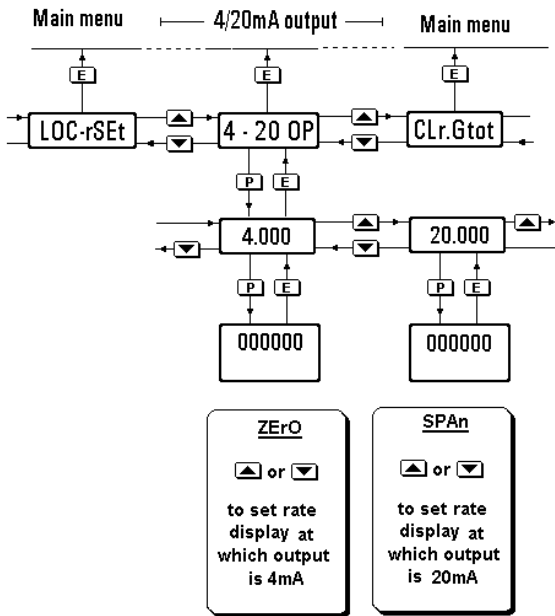 Main menu
4/20mA output
Main menu
E
E
E
LOC-rSEt
4 - 20 OP
CLr.Gtot
P
E
4.000
20.000
P
E
P
E
000000
000000
ZErO
or
to set rate
display at
which output
is 4mA
SPAn
or
to set rate
display at
which output
is 20mA